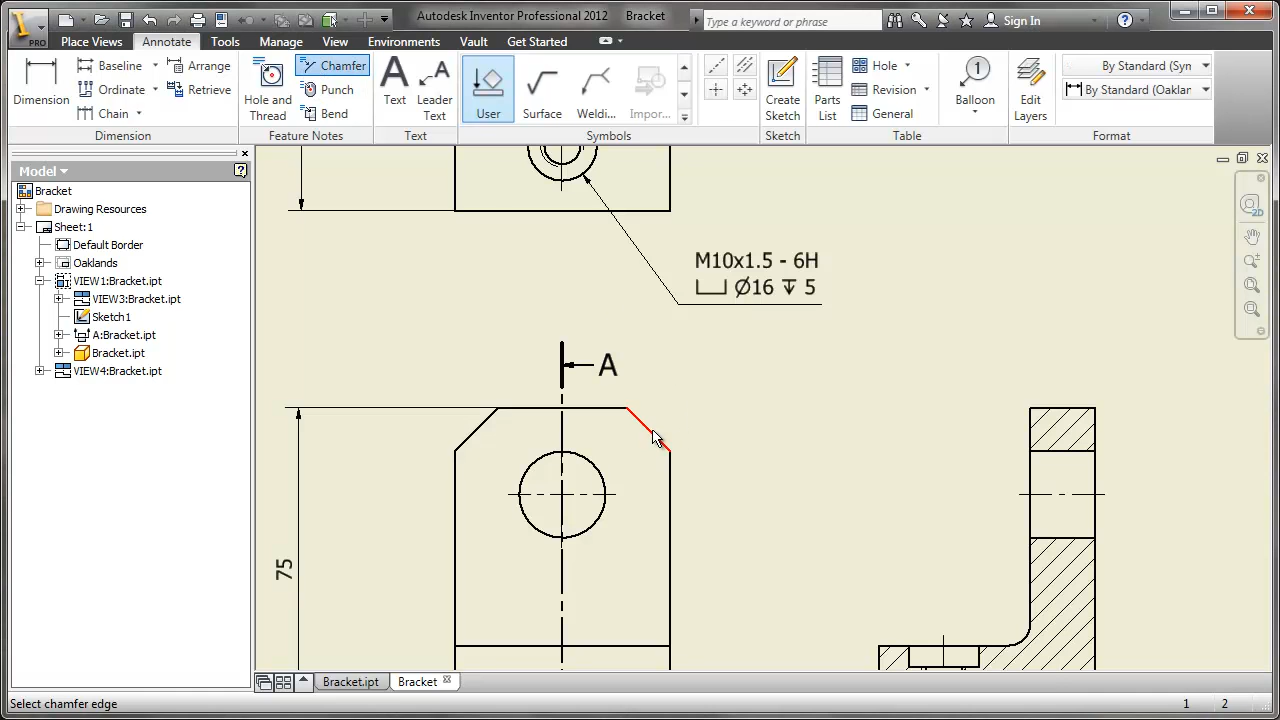 Autodesk Inventor Professional 2012 Bracket
Type a keyword or phrase
Sign In
PRO
Place Views Annotate Tools Manage View Environments Vault Get Started
Dimension
Baseline
Ordinate
Chain
Arrange
Retrieve
Dimension
Hole and
Thread
Chamfer
Punch
Bend
Feature Notes
Text
Leader
Text
Text
User
Surface
Weldi...
Impor...
Symbols
Create
Sketch
Sketch
Parts
List
Hole
Revision
General
Table
Balloon
1
Edit
Layers
By Standard (Syn
By Standard (Oaklar
Format
Model
Bracket
Drawing Resources
Sheet:1
Default Border
Oaklands
VIEW1:Bracket.ipt
VIEW3:Bracket.ipt
Sketch1
A:Bracket.ipt
Bracket.ipt
VIEW4:Bracket.ipt
M10x1.5 - 6H
⌴ Ø16 ↧ 5
A
75
2D
Bracket.ipt
Bracket
Select chamfer edge
1 2